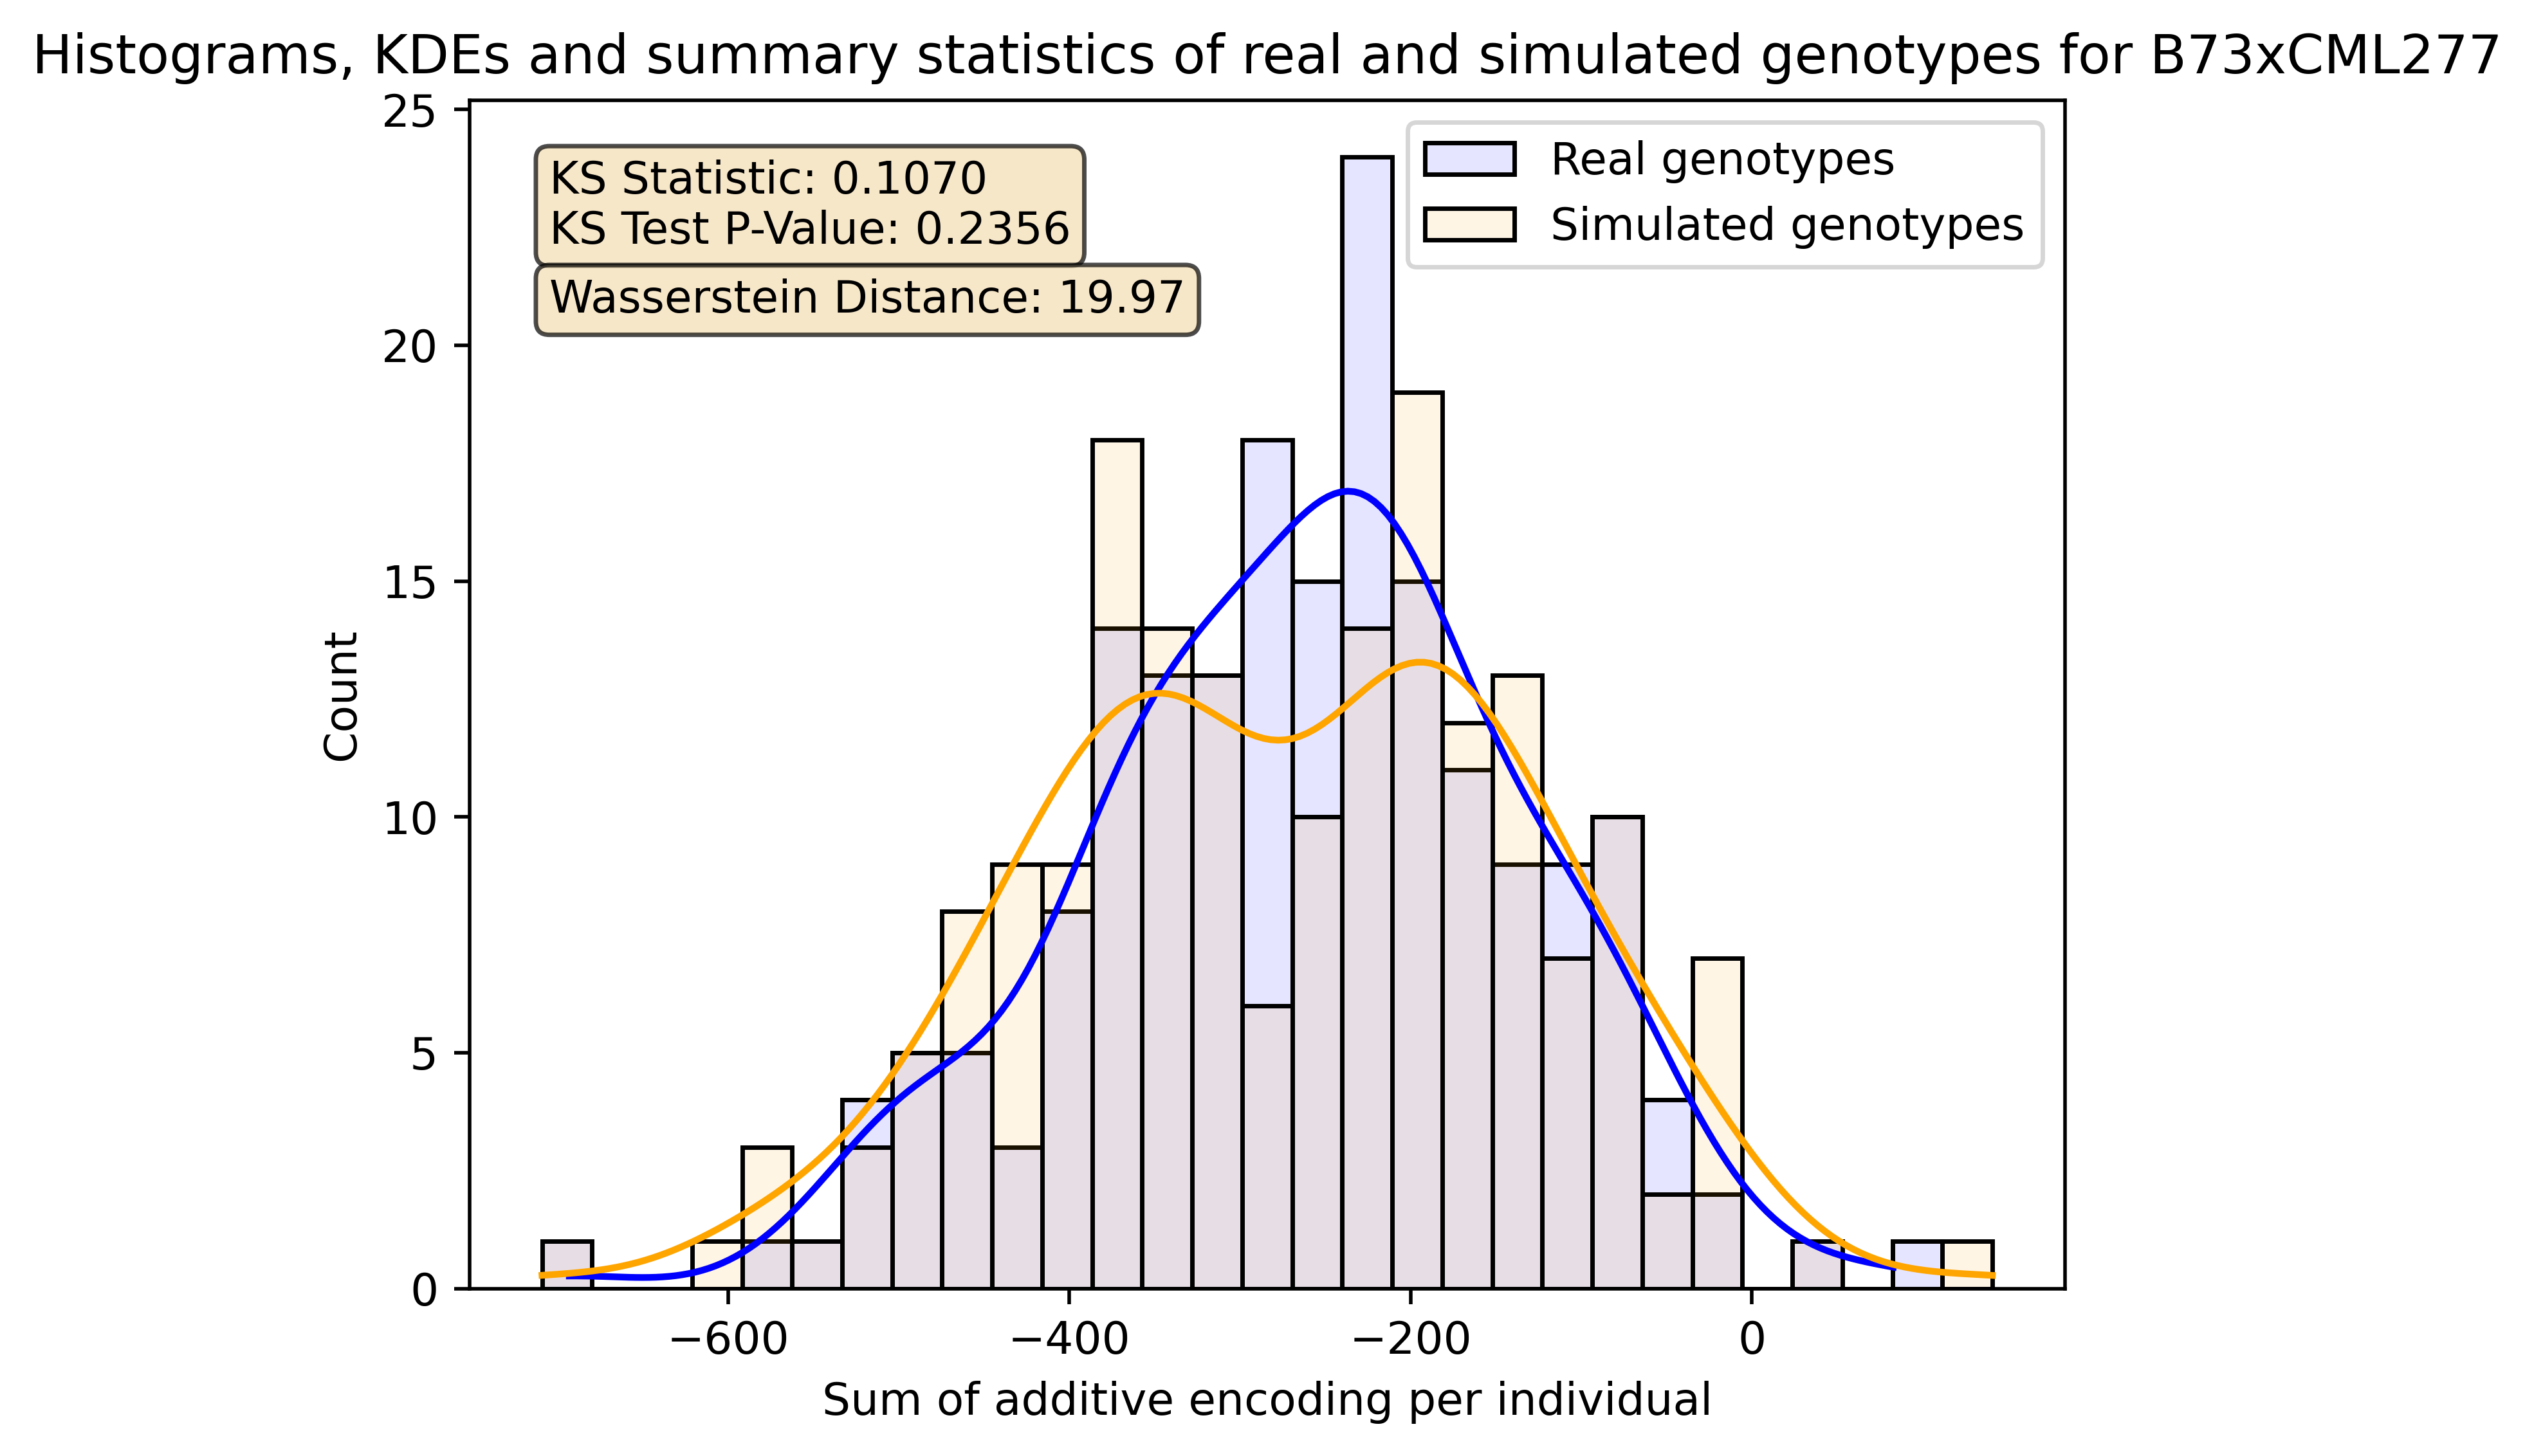 Histograms, KDEs and summary statistics of real and simulated genotypes for B73xCML277
KS Statistic: 0.1070
KS Test P-Value: 0.2356
Wasserstein Distance: 19.97
Real genotypes
Simulated genotypes
Count
25
20
15
10
5
0
−600
−400
−200
0
Sum of additive encoding per individual